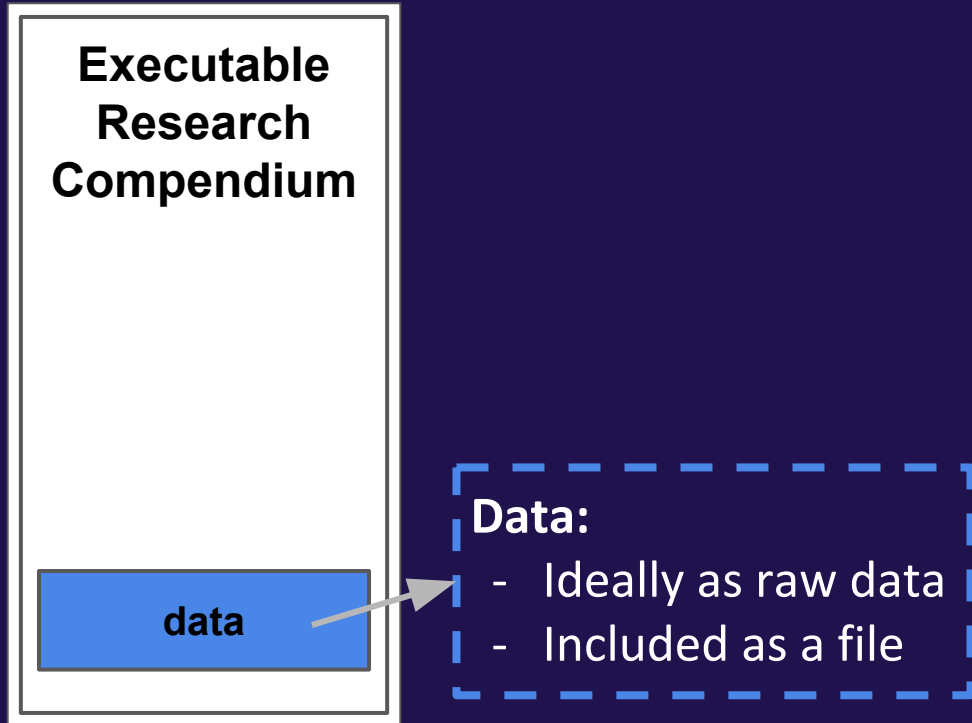 Executable
Research
Compendium
data
Data:
- Ideally as raw data
- Included as a file